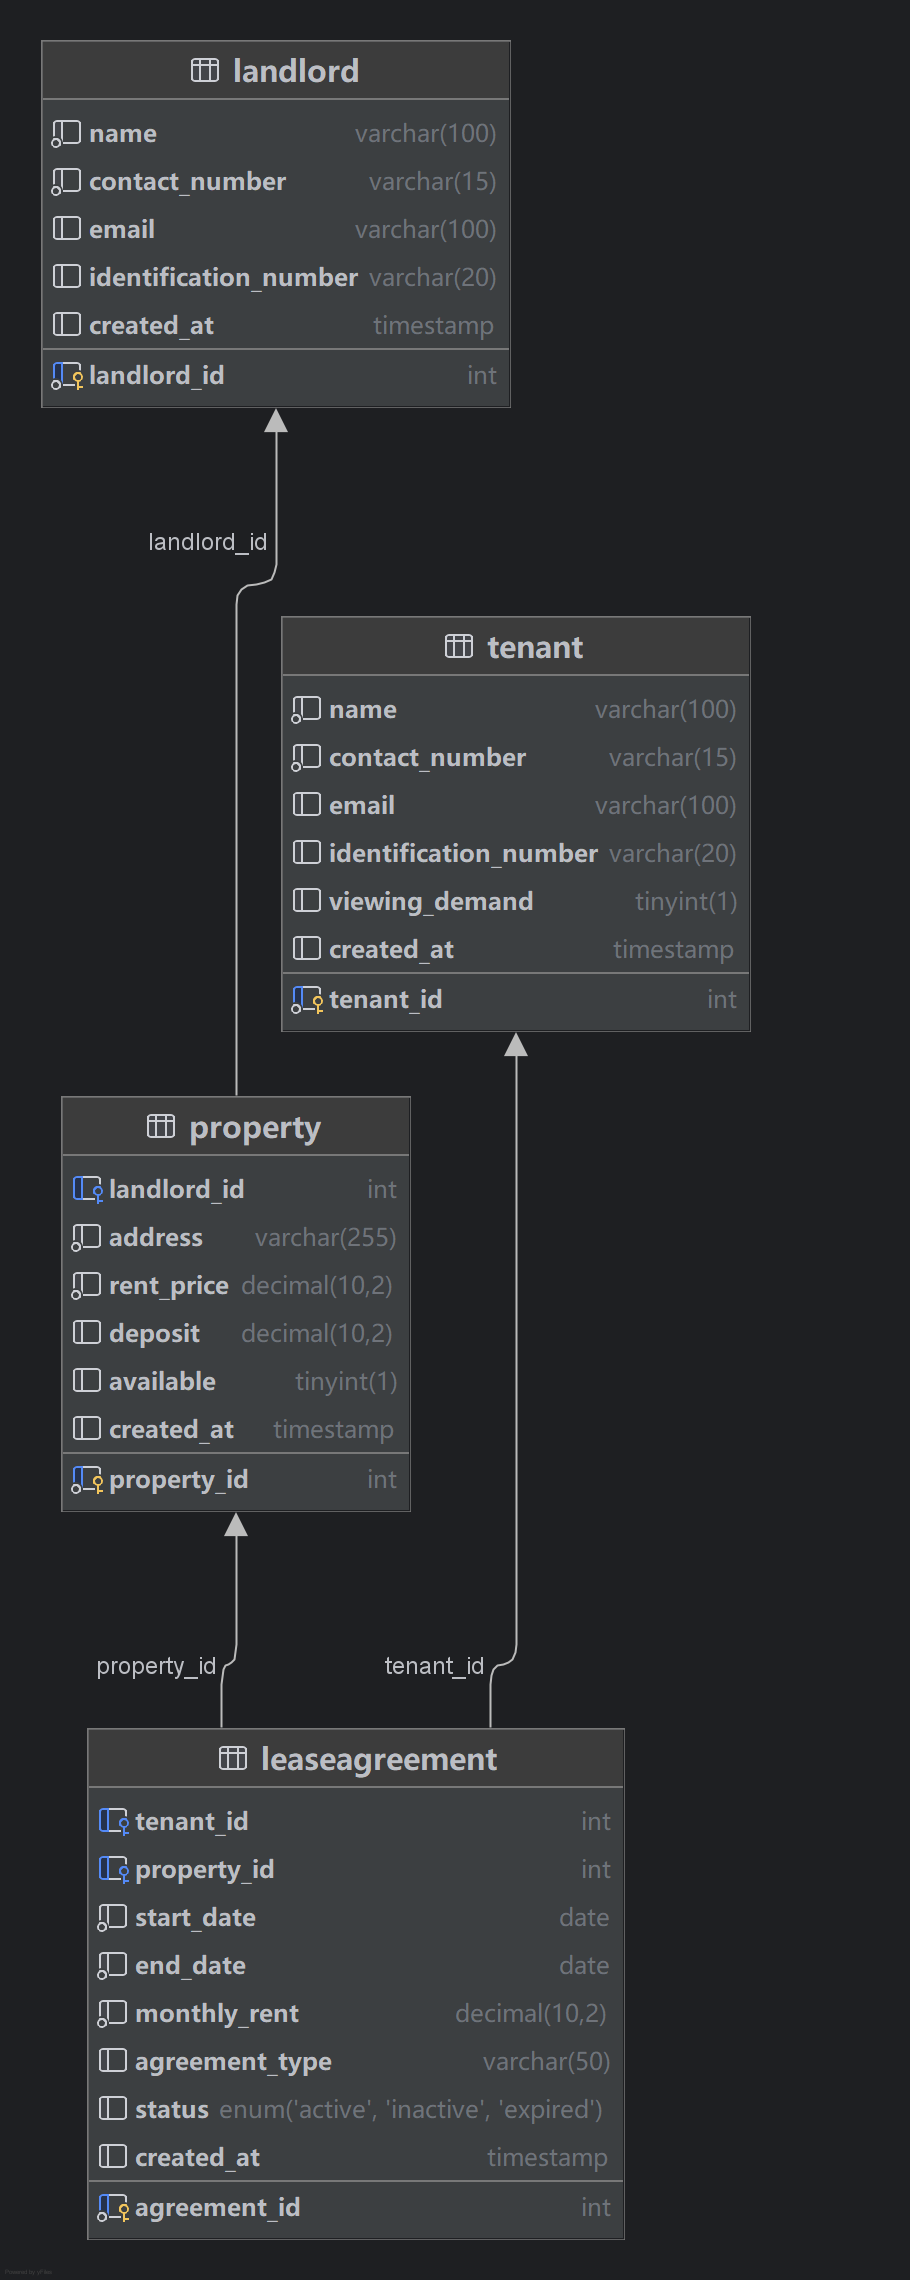 landlord
name varchar(100)
contact_number varchar(15)
email varchar(100)
identification_number varchar(20)
created_at timestamp
landlord_id int
landlord_id
tenant
name varchar(100)
contact_number varchar(15)
email varchar(100)
identification_number varchar(20)
viewing_demand tinyint(1)
created_at timestamp
tenant_id int
property
landlord_id int
address varchar(255)
rent_price decimal(10,2)
deposit decimal(10,2)
available tinyint(1)
created_at timestamp
property_id int
property_id
tenant_id
leaseagreement
tenant_id int
property_id int
start_date date
end_date date
monthly_rent decimal(10,2)
agreement_type varchar(50)
status enum('active', 'inactive', 'expired')
created_at timestamp
agreement_id int
Powered by yFiles